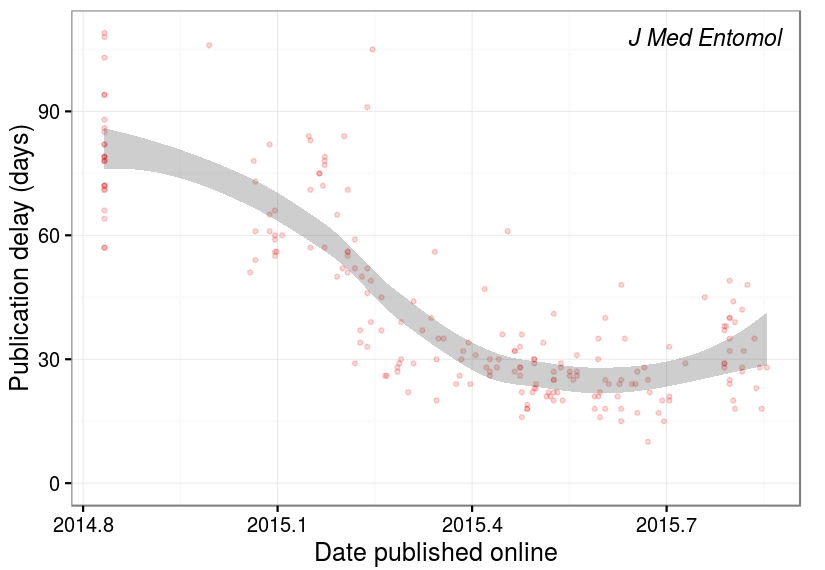 J Med Entomol
Publication delay (days)
90
60
30
0
2014.8 2015.1 2015.4 2015.7
Date published online